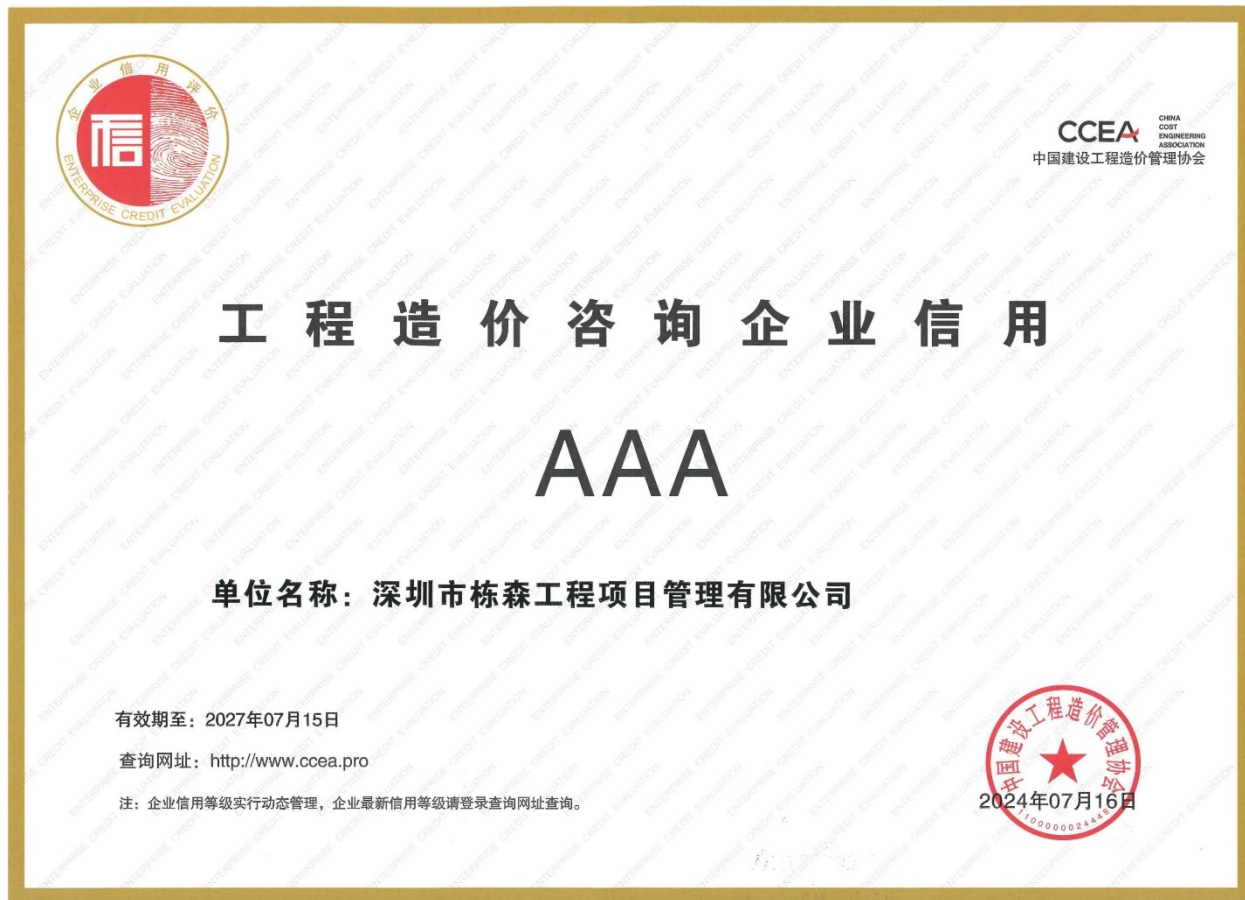 企业信用评价
ENTERPRISE CREDIT EVALUATION
信
CCEA
CHINA
COST
ENGINEERING
ASSOCIATION
中国建设工程造价管理协会
工程造价咨询企业信用
AAA
单位名称：深圳市栋森工程项目管理有限公司
有效期至：2027年07月15日
查询网址：http://www.ccea.pro
注：企业信用等级实行动态管理，企业最新信用等级请登录查询网址查询。
中国建设工程造价管理协会
2024年07月16日